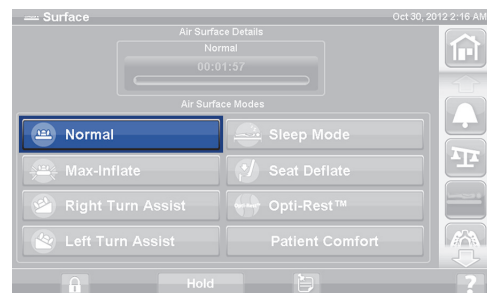 Surface
Oct 30, 2012 2:16 AM
Air Surface Details
Normal
00:01:57
Air Surface Modes
Normal
Sleep Mode
Max-Inflate
Seat Deflate
Right Turn Assist
Opti-Rest™
Left Turn Assist
Patient Comfort
Hold
?